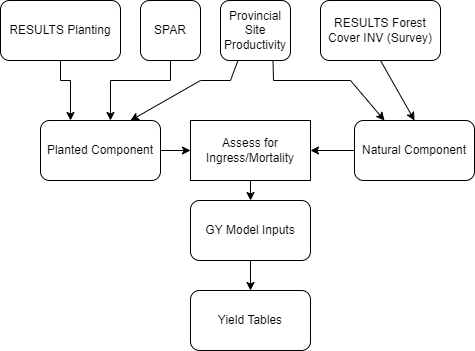 RESULTS Planting
SPAR
Provincial
Site
Productivity
RESULTS Forest
Cover INV (Survey)
Planted Component
Assess for
Ingress/Mortality
Natural Component
GY Model Inputs
Yield Tables